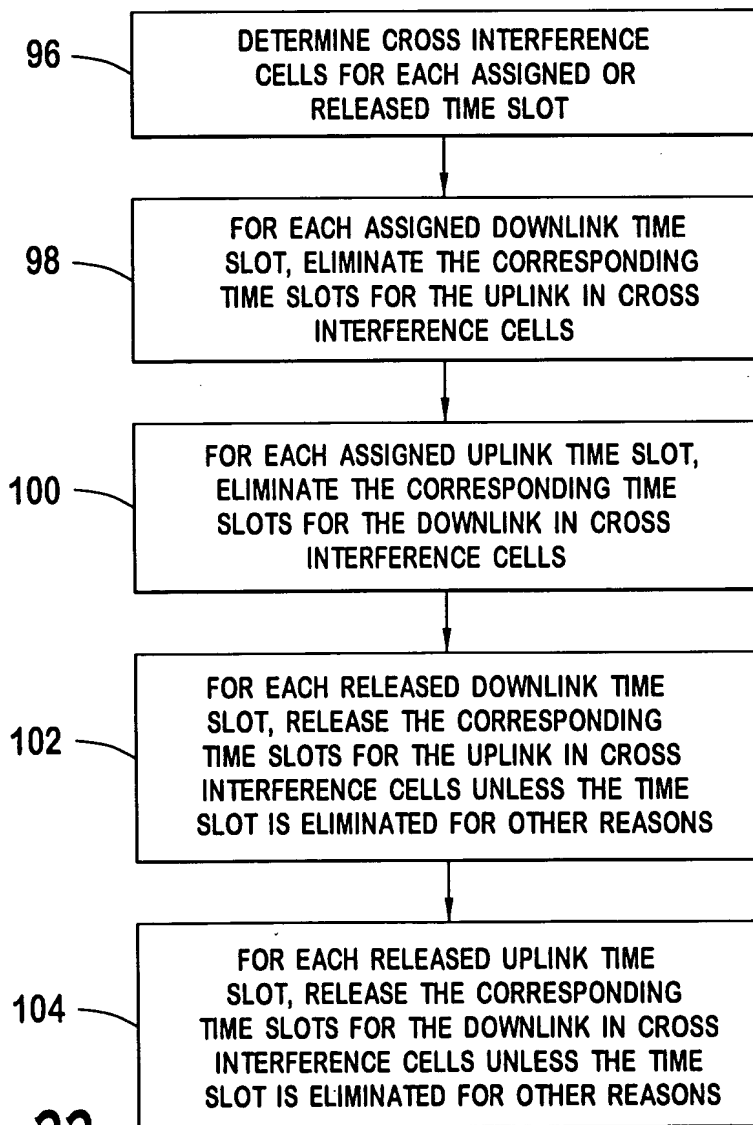 96
DETERMINE CROSS INTERFERENCE
CELLS FOR EACH ASSIGNED OR
RELEASED TIME SLOT
98
FOR EACH ASSIGNED DOWNLINK TIME
SLOT, ELIMINATE THE CORRESPONDING
TIME SLOTS FOR THE UPLINK IN CROSS
INTERFERENCE CELLS
100
FOR EACH ASSIGNED UPLINK TIME SLOT,
ELIMINATE THE CORRESPONDING TIME
SLOTS FOR THE DOWNLINK IN CROSS
INTERFERENCE CELLS
102
FOR EACH RELEASED DOWNLINK TIME
SLOT, RELEASE THE CORRESPONDING
TIME SLOTS FOR THE UPLINK IN CROSS
INTERFERENCE CELLS UNLESS THE TIME
SLOT IS ELIMINATED FOR OTHER REASONS
104
FOR EACH RELEASED UPLINK TIME
SLOT, RELEASE THE CORRESPONDING
TIME SLOTS FOR THE DOWNLINK IN CROSS
INTERFERENCE CELLS UNLESS THE TIME
SLOT IS ELIMINATED FOR OTHER REASONS